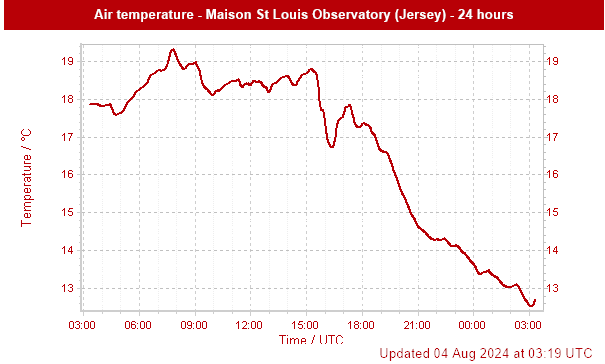 Air temperature - Maison St Louis Observatory (Jersey) - 24 hours
19 19
18 18
17 17
16 16
15 15
14 14
13 13
Temperature / °C
03:00 06:00 09:00 12:00 15:00 18:00 21:00 00:00 03:00
Time / UTC
Updated 04 Aug 2024 at 03:19 UTC